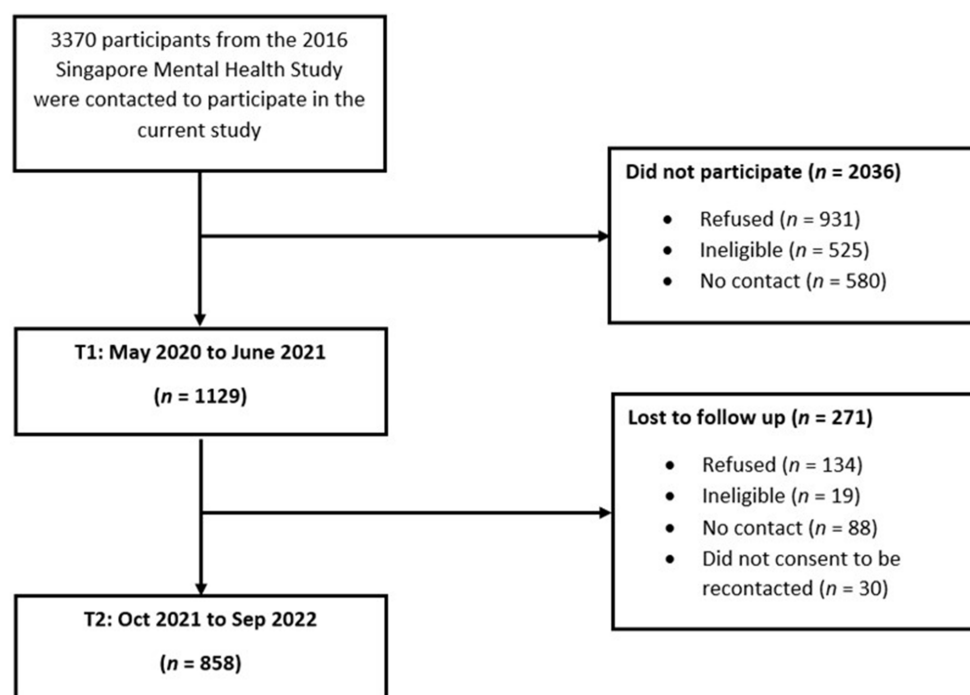 3370 participants from the 2016
Singapore Mental Health Study
were contacted to participate in the
current study
Did not participate (n = 2036)
• Refused (n = 931)
• Ineligible (n = 525)
• No contact (n = 580)
T1: May 2020 to June 2021
(n = 1129)
Lost to follow up (n = 271)
• Refused (n = 134)
• Ineligible (n = 19)
• No contact (n = 88)
• Did not consent to be
recontacted (n = 30)
T2: Oct 2021 to Sep 2022
(n = 858)